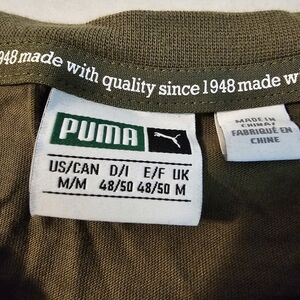 1948 made with quality since 1948 made w
PUMA
US/CAN D/I E/F UK
M/M 48/50 48/50 M
MADE IN
CHINA/
FABRIQUÉ EN
CHINE